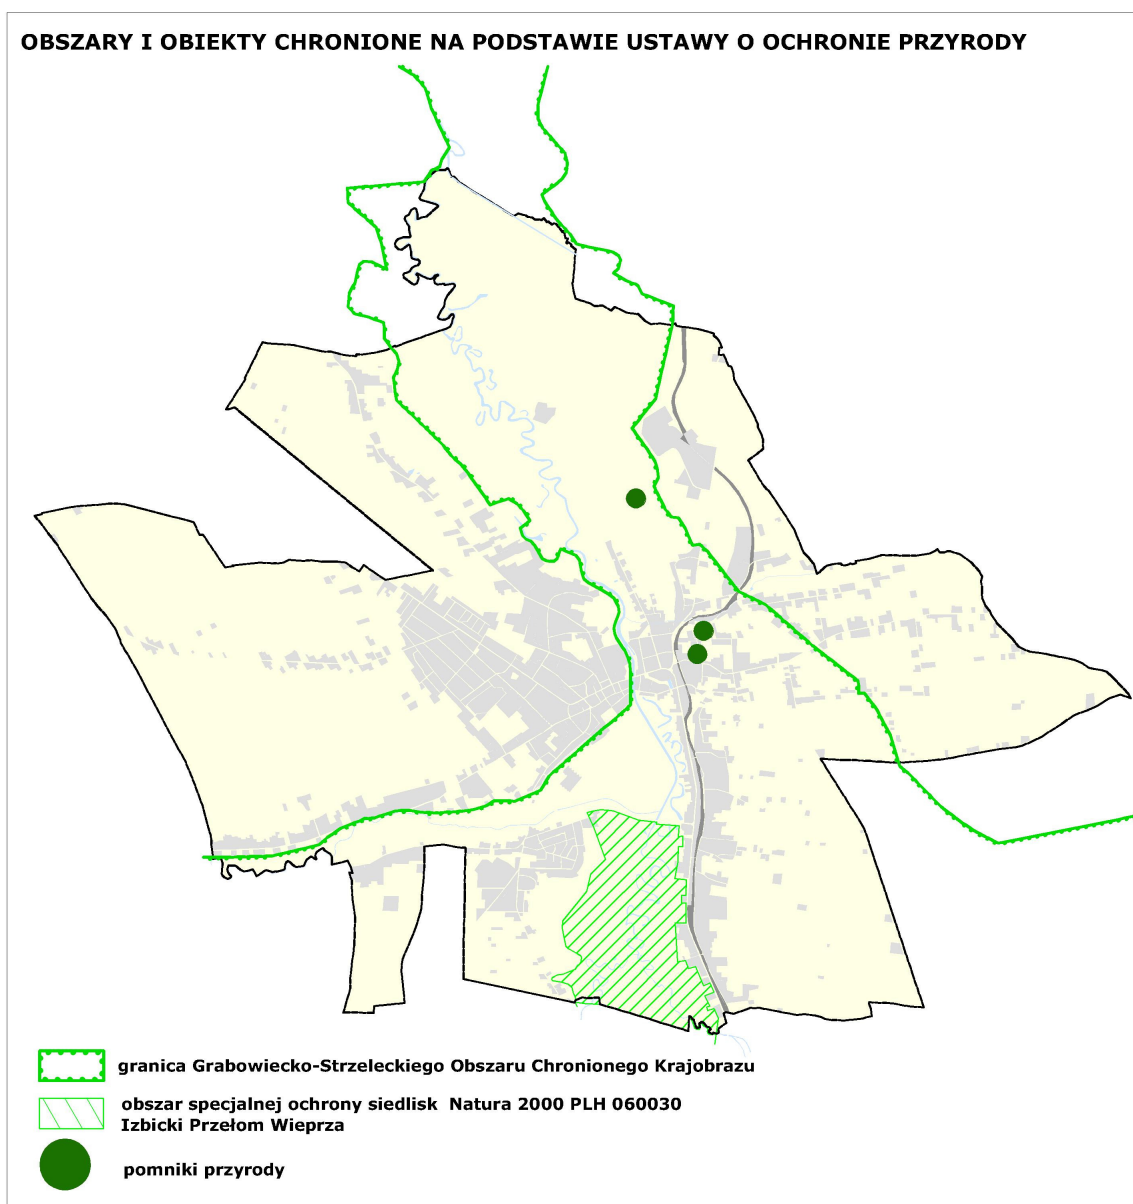 OBSZARY I OBIEKTY CHRONIONE NA PODSTAWIE USTAWY O OCHRONIE PRZYRODY
granica Grabowiecko-Strzeleckiego Obszaru Chronionego Krajobrazu
obszar specjalnej ochrony siedlisk Natura 2000 PLH 060030
Izbicki Przełom Wieprza
pomniki przyrody